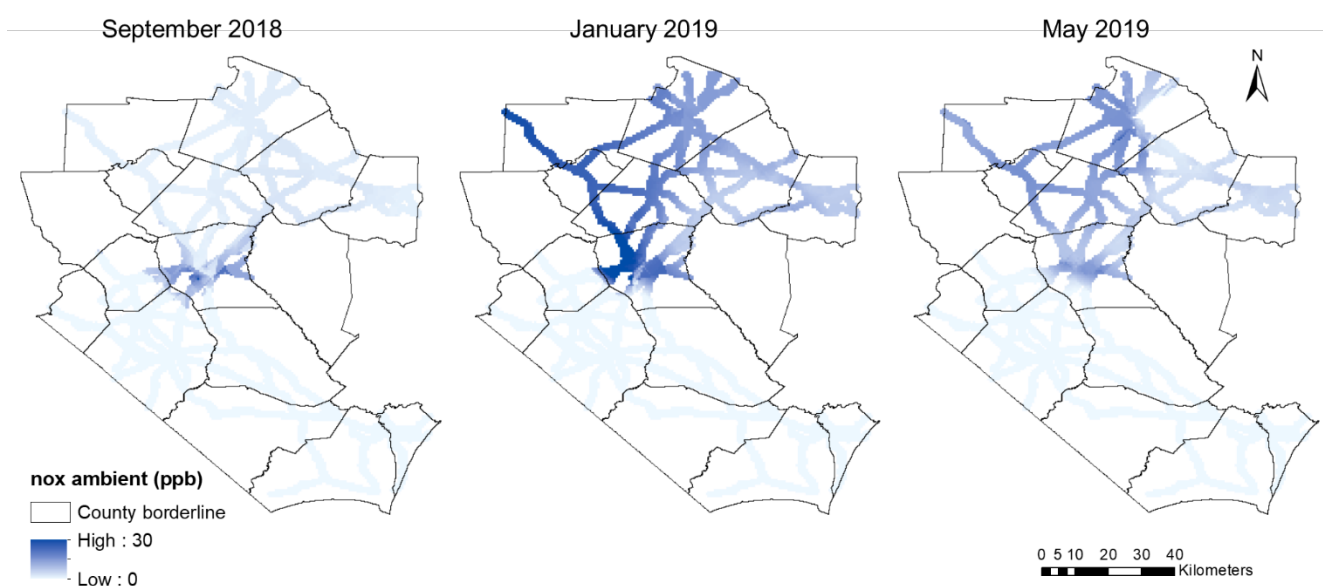 September 2018
January 2019
May 2019
N
nox ambient (ppb)
County borderline
High : 30
Low : 0
0 5 10 20 30 40
Kilometers